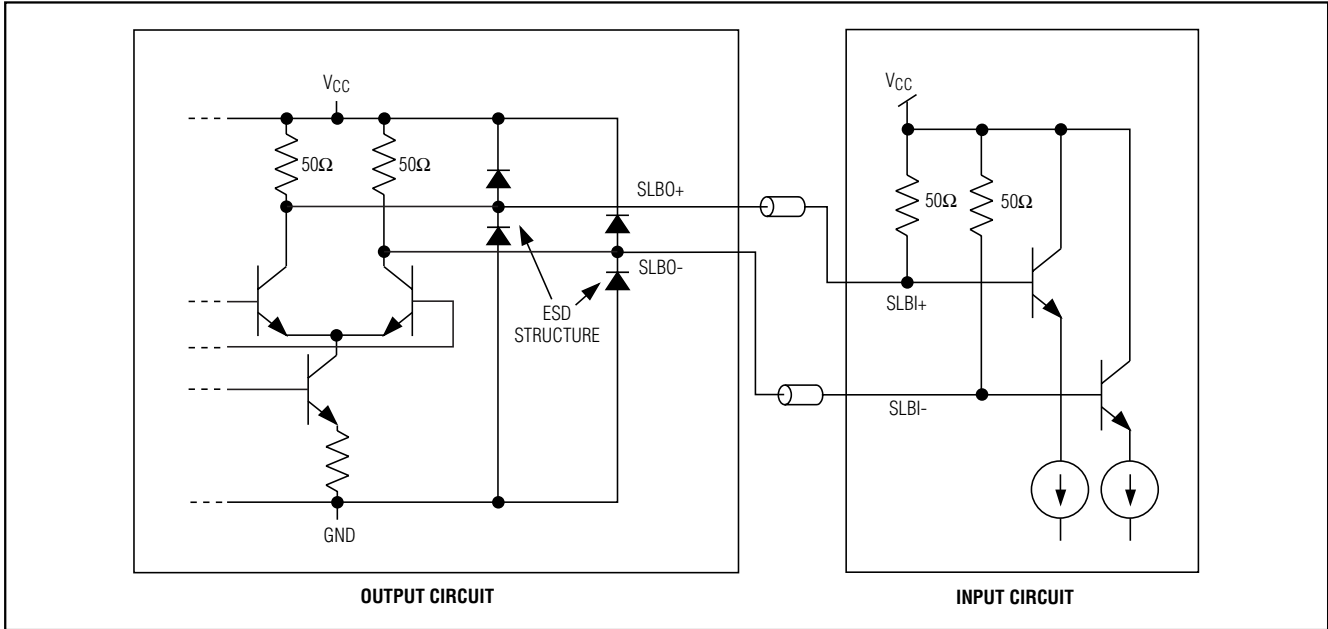 VCC
50Ω
50Ω
SLBO+
SLBO-
ESD
STRUCTURE
GND
OUTPUT CIRCUIT
VCC
50Ω
50Ω
SLBI+
SLBI-
INPUT CIRCUIT